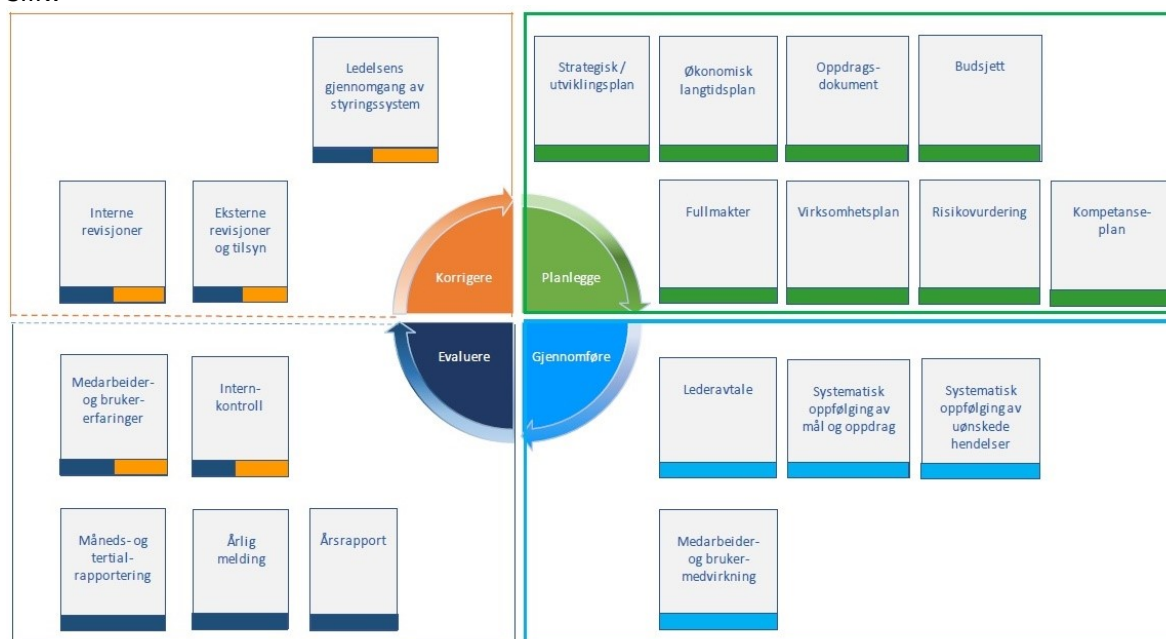 Ledelsens
gjennomgang av
styringssystem
Interne
revisjoner
Eksterne
revisjoner
og tilsyn
Korrigere
Strategisk /
utviklingsplan
Økonomisk
langtidsplan
Oppdrags-
dokument
Budsjett
Fullmakter
Virksomhetsplan
Risikovurdering
Kompetanse-
plan
Planlegge
Evaluere
Medarbeider-
og bruker-
erfaringer
Intern-
kontroll
Måneds- og
tertial-
rapportering
Årlig
melding
Årsrapport
Gjennomføre
Lederavtale
Systematisk
oppfølging av
mål og oppdrag
Systematisk
oppfølging av
uønskede
hendelser
Medarbeider-
og bruker-
medvirkning